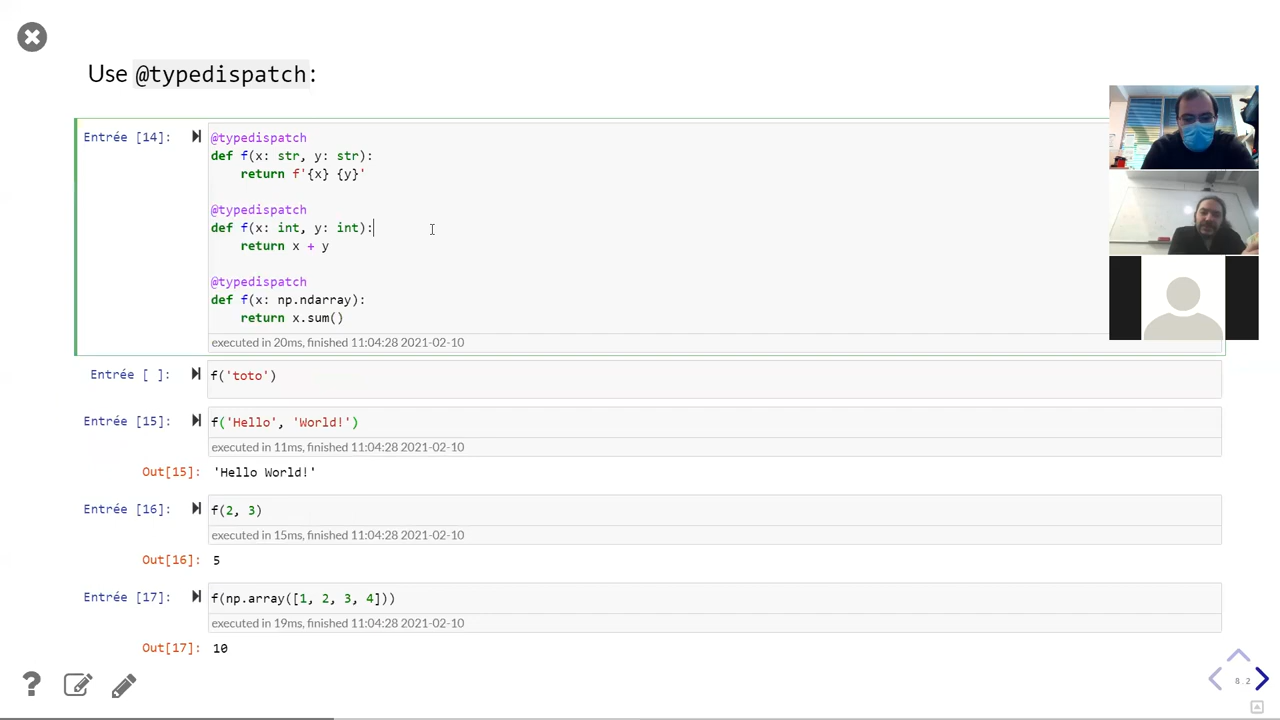 Use @typedispatch:
Entrée [14]:
@typedispatch
def f(x: str, y: str):
    return f'{x} {y}'
@typedispatch
def f(x: int, y: int):
    return x + y
@typedispatch
def f(x: np.ndarray):
    return x.sum()
executed in 20ms, finished 11:04:28 2021-02-10
Entrée [ ]: f('toto')
Entrée [15]: f('Hello', 'World!')
executed in 11ms, finished 11:04:28 2021-02-10
Out[15]: 'Hello World!'
Entrée [16]: f(2, 3)
executed in 15ms, finished 11:04:28 2021-02-10
Out[16]: 5
Entrée [17]: f(np.array([1, 2, 3, 4]))
executed in 19ms, finished 11:04:28 2021-02-10
Out[17]: 10
?
8.2